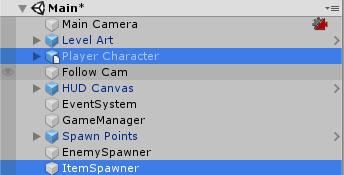 Main*
Main Camera
Level Art
Player Character
Follow Cam
HUD Canvas
EventSystem
GameManager
Spawn Points
EnemySpawner
ItemSpawner